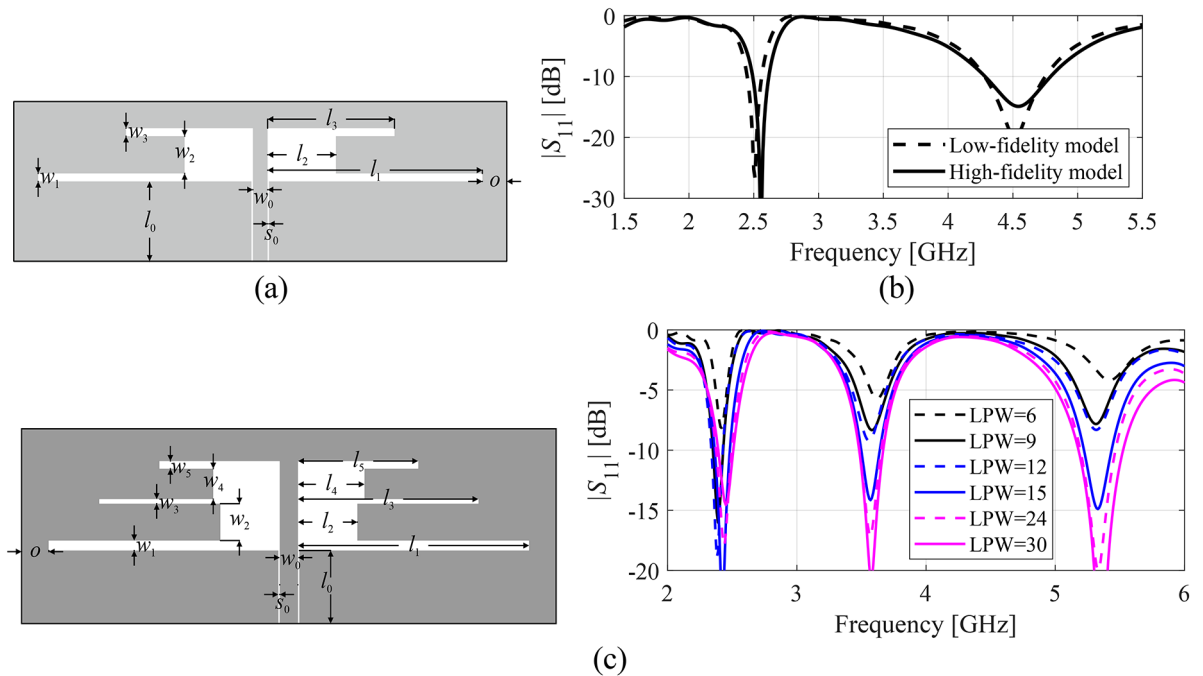 l3
w3
w2
l2
l1
w1
o
w0
l0
s0
(a)
|S11| [dB]
0
-10
-20
-30
Low-fidelity model
High-fidelity model
1.5 2 2.5 3 3.5 4 4.5 5 5.5
Frequency [GHz]
(b)
w5
l5
w4
l4
l3
w3
w2
l2
w1
l1
o
w0
l0
s0
|S11| [dB]
0
-5
-10
-15
-20
LPW=6
LPW=9
LPW=12
LPW=15
LPW=24
LPW=30
2 3 4 5 6
Frequency [GHz]
(c)